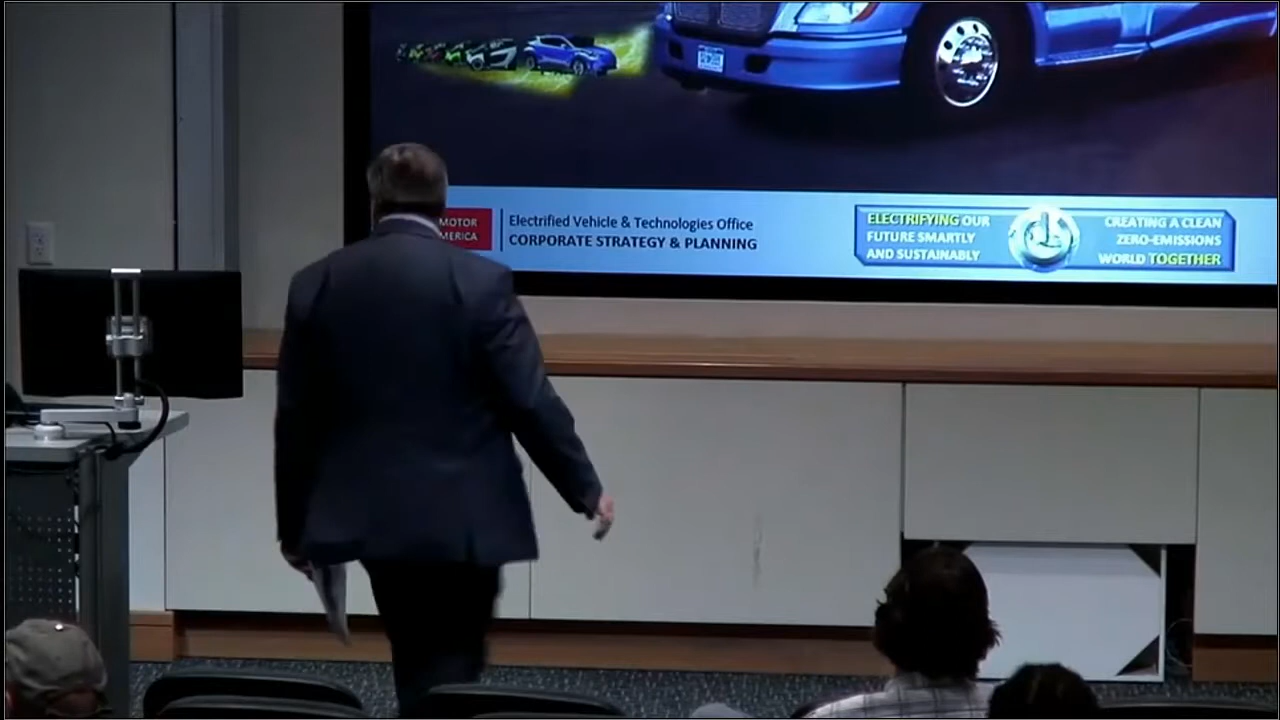 MOTOR
MERICA
Electrified Vehicle & Technologies Office
CORPORATE STRATEGY & PLANNING
ELECTRIFYING OUR
FUTURE SMARTLY
AND SUSTAINABLY
CREATING A CLEAN
ZERO-EMISSIONS
WORLD TOGETHER